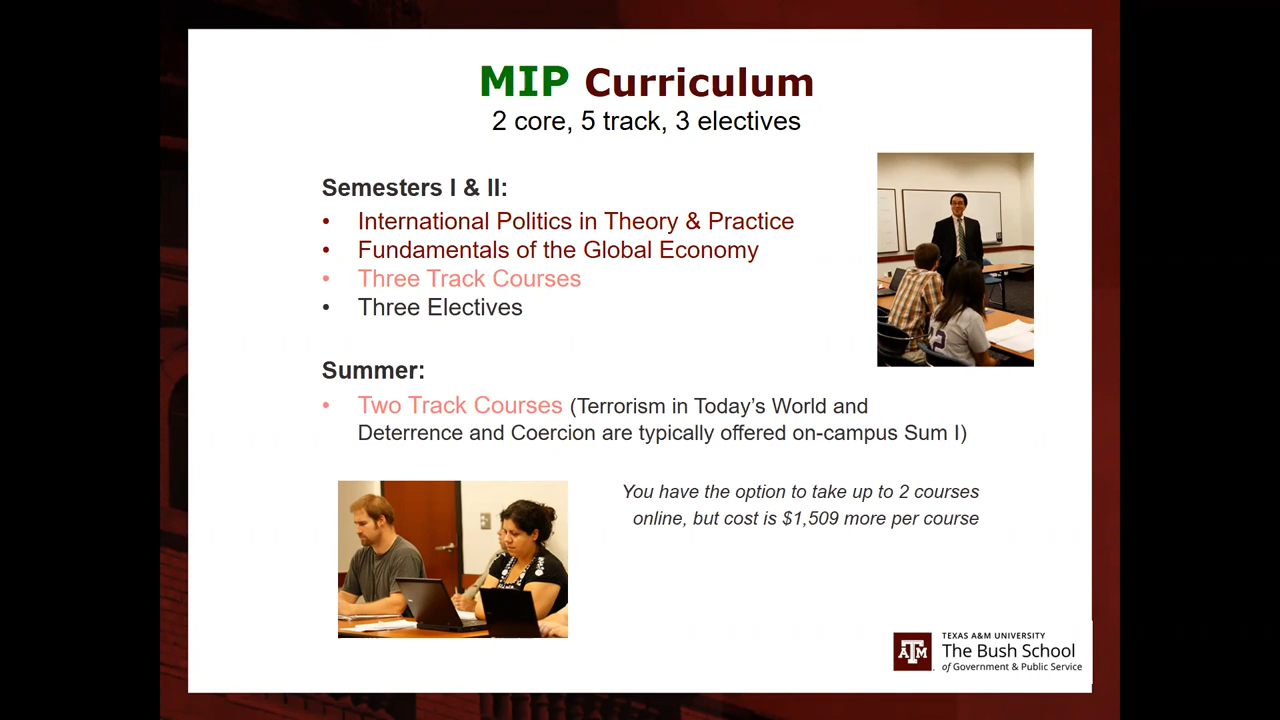 MIP Curriculum
2 core, 5 track, 3 electives
Semesters I & II:
• International Politics in Theory & Practice
• Fundamentals of the Global Economy
• Three Track Courses
• Three Electives
Summer:
• Two Track Courses (Terrorism in Today’s World and
Deterrence and Coercion are typically offered on-campus Sum I)
You have the option to take up to 2 courses
online, but cost is $1,509 more per course
ATM
TEXAS A&M UNIVERSITY
The Bush School
of Government & Public Service